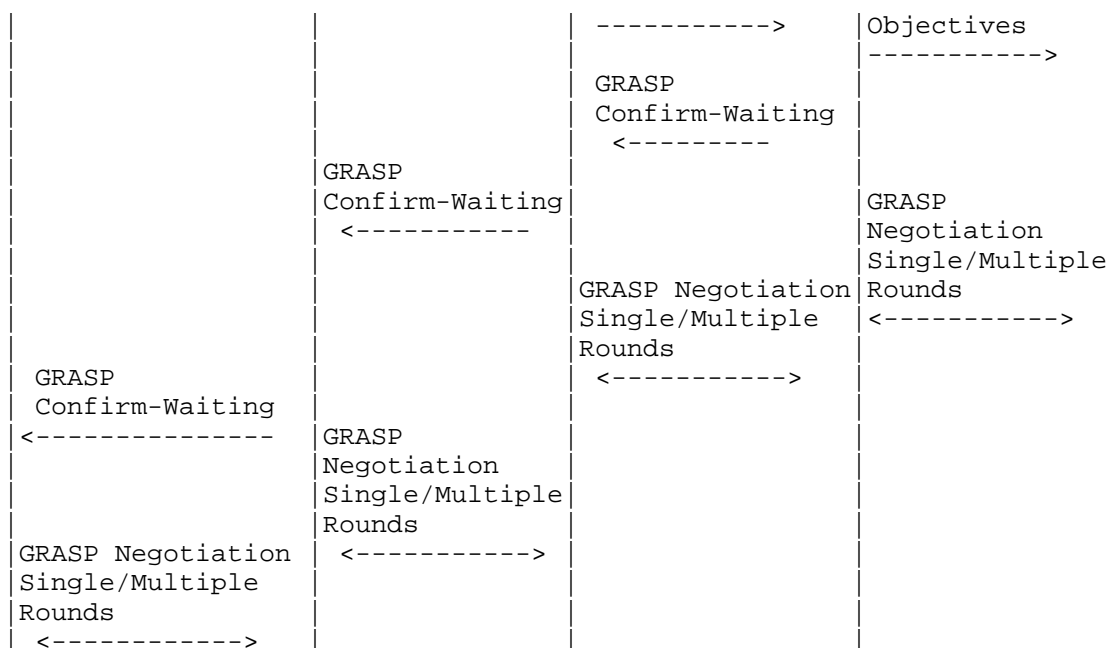 -----------> Objectives
----------->
GRASP
Confirm-Waiting
<---------
GRASP
Confirm-Waiting GRASP
<----------- Negotiation
Single/Multiple
GRASP Negotiation Rounds
Single/Multiple <----------->
Rounds
GRASP <----------->
Confirm-Waiting
<--------------- GRASP
Negotiation
Single/Multiple
Rounds
GRASP Negotiation <----------->
Single/Multiple
Rounds
<------------>